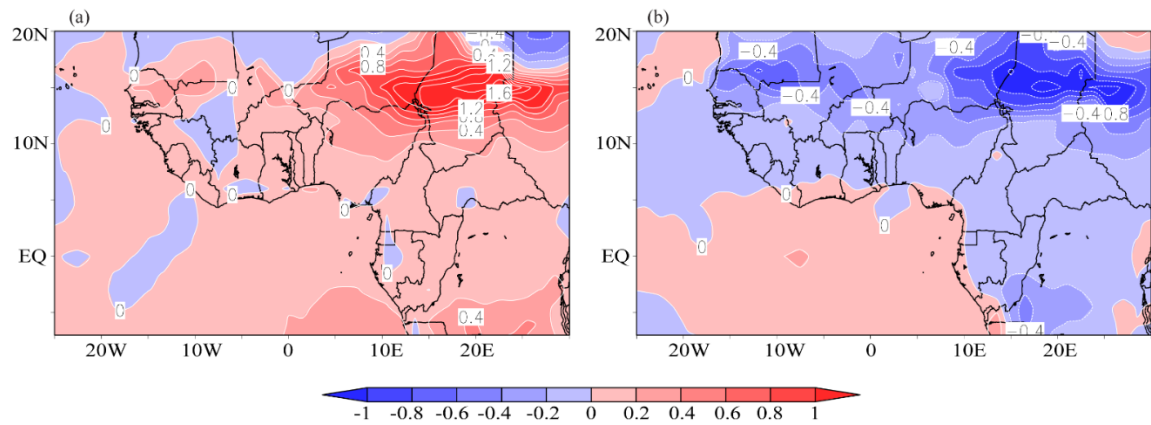 (a) (b)
20N 20N
10N 10N
EQ EQ
0.4 −0.4 −0.4 −0.4 −0.4 −0.4
0.8 1.2
0 0 0 0
1.6
1.2 −0.4 −0.4 0.8
0.8
0.4
0 0
0 0 0
0 0
0
0 0.4 −0.4
20W 10W 0 10E 20E 20W 10W 0 10E 20E
-1 -0.8 -0.6 -0.4 -0.2 0 0.2 0.4 0.6 0.8 1